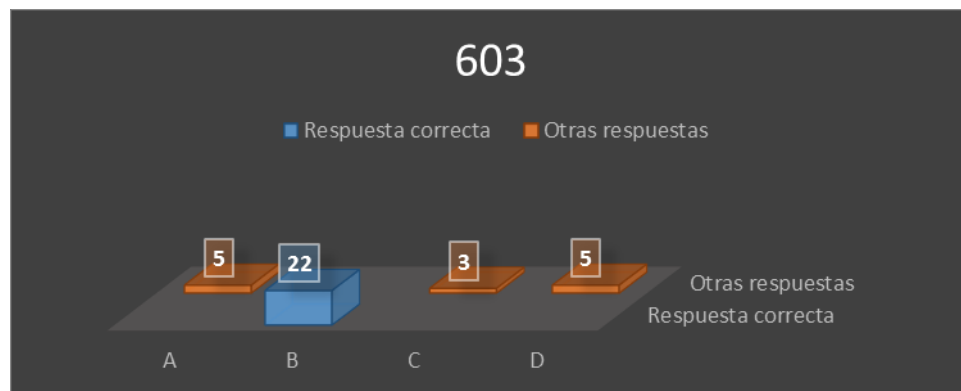 603
Respuesta correcta Otras respuestas
5 22 3 5
Otras respuestas
Respuesta correcta
A B C D